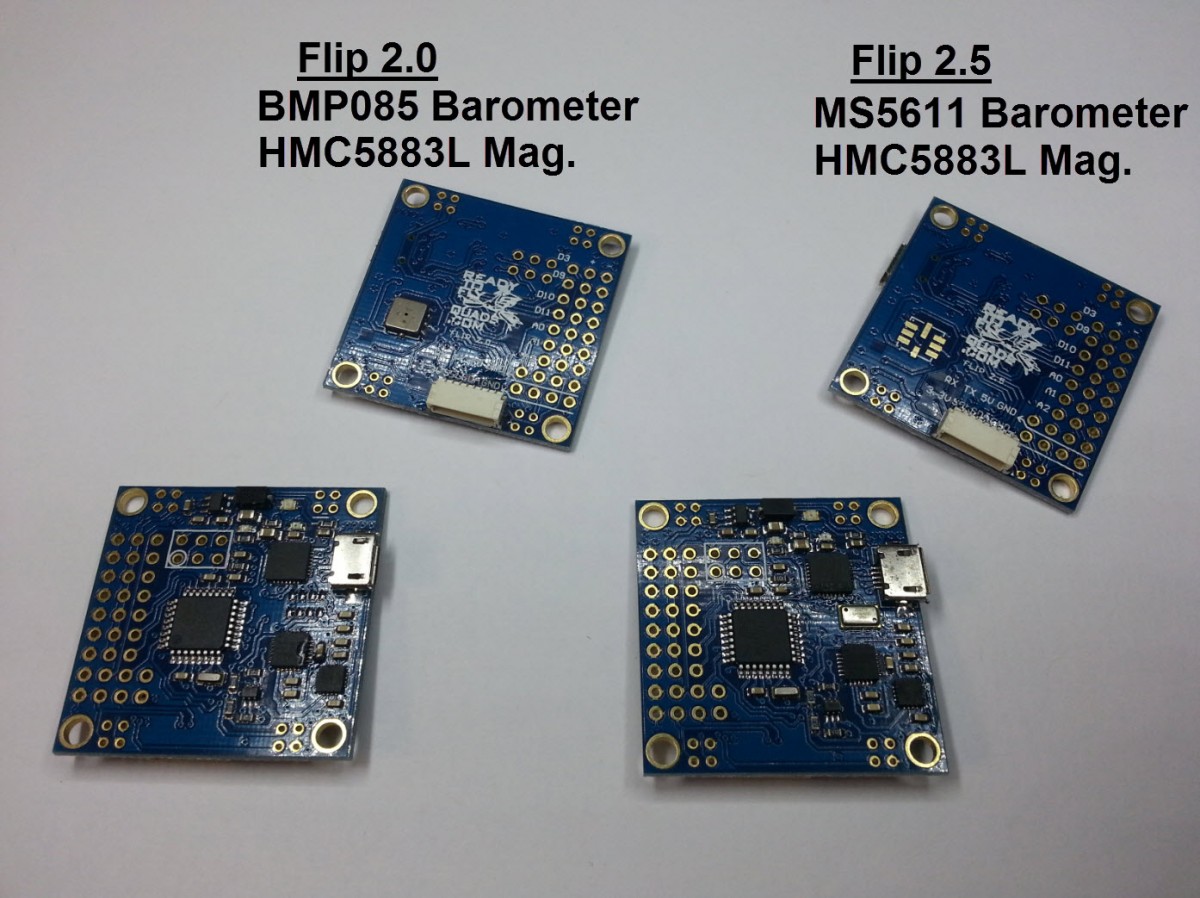 Flip 2.0
BMP085 Barometer
HMC5883L Mag.
Flip 2.5
MS5611 Barometer
HMC5883L Mag.
READY
TO
FLY
QUADS
.COM
D3
+ -
D9
D10
D11
A0
READY
TO
FLY
QUADS
.COM
FLIP 2.5
D3
+ -
D9
D10
D11
A0
A1
A2
RX TX 5V GND